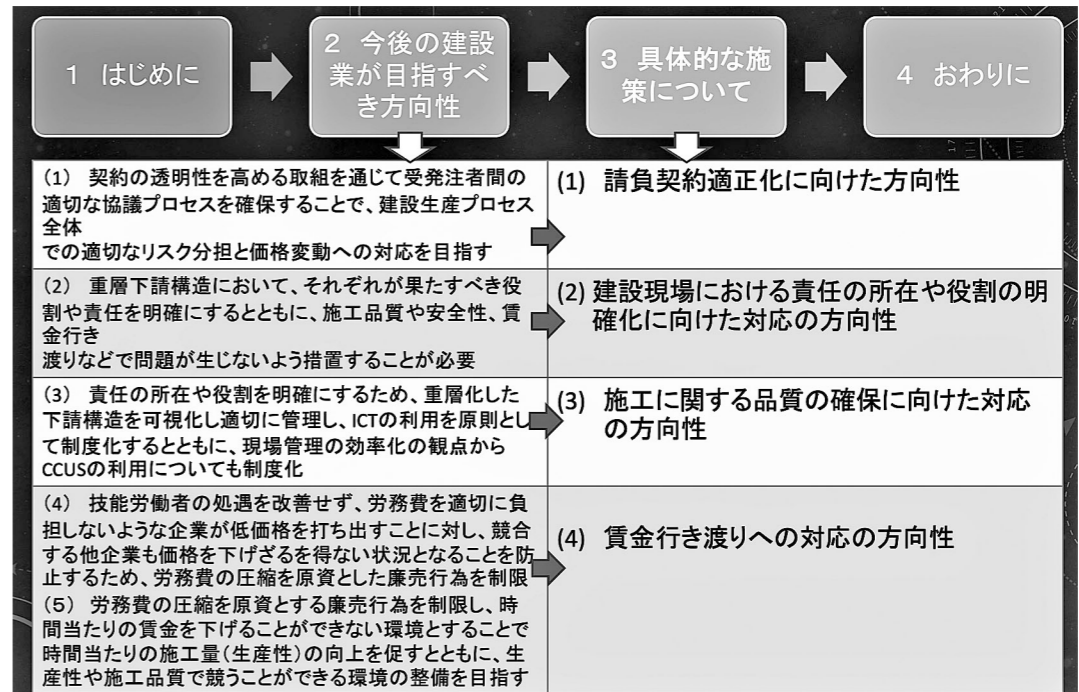 1 はじめに
2 今後の建設
業が目指すべ
き方向性
3 具体的な施
策について
4 おわりに
(1) 契約の透明性を高める取組を通じて受発注者間の
適切な協議プロセスを確保することで、建設生産プロセス
全体
での適切なリスク分担と価格変動への対応を目指す
(1) 請負契約適正化に向けた方向性
(2) 重層下請構造において、それぞれが果たすべき役
割や責任を明確にするとともに、施工品質や安全性、賃
金行き
渡りなどで問題が生じないよう措置することが必要
(2) 建設現場における責任の所在や役割の明
確化に向けた対応の方向性
(3) 責任の所在や役割を明確にするため、重層化した
下請構造を可視化し適切に管理し、ICTの利用を原則とし
て制度化するとともに、現場管理の効率化の観点から
CCUSの利用についても制度化
(3) 施工に関する品質の確保に向けた対応
の方向性
(4) 技能労働者の処遇を改善せず、労務費を適切に負
担しないような企業が低価格を打ち出すことに対し、競合
する他企業も価格を下げざるを得ない状況となることを防
止するため、労務費の圧縮を原資とした廉売行為を制限
(5) 労務費の圧縮を原資とする廉売行為を制限し、時
間当たりの賃金を下げることができない環境とすることで
時間当たりの施工量(生産性)の向上を促すとともに、生
産性や施工品質で競うことができる環境の整備を目指す
(4) 賃金行き渡りへの対応の方向性